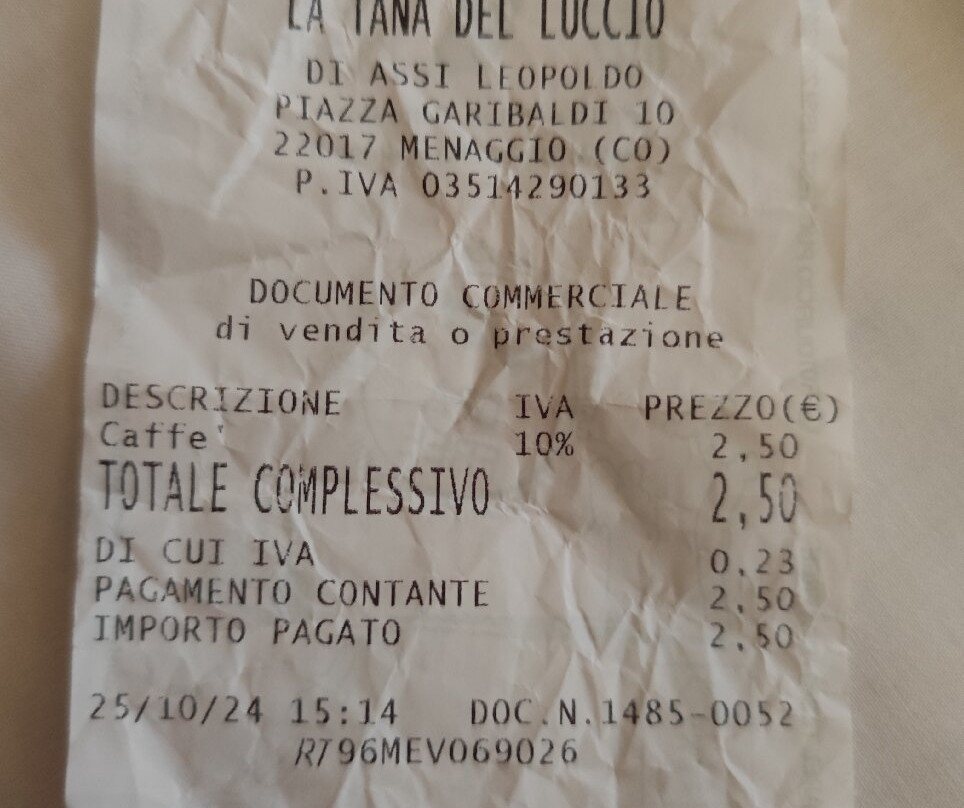 LA TANA DEL LUCCIO
DI ASSI LEOPOLDO
PIAZZA GARIBALDI 10
22017 MENAGGIO (CO)
P.IVA 03514290133
DOCUMENTO COMMERCIALE
di vendita o prestazione
DESCRIZIONE IVA PREZZO(€)
Caffe' 10% 2,50
TOTALE COMPLESSIVO 2,50
DI CUI IVA 0,23
PAGAMENTO CONTANTE 2,50
IMPORTO PAGATO 2,50
25/10/24 15:14 DOC.N.1485-0052
RT96MEV069026